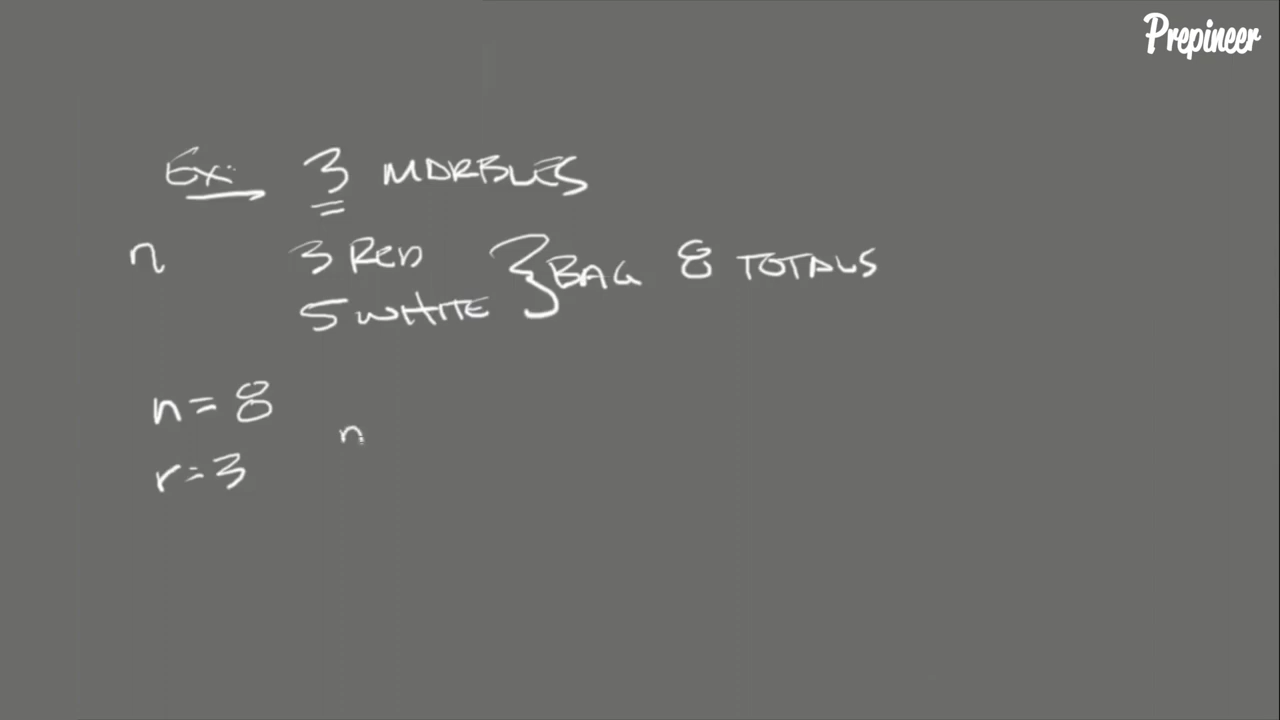 Prepineer
Ex: 3 MARBLES
n 3 RED
5 WHITE } BAG 8 TOTALS
n = 8
n
r = 3